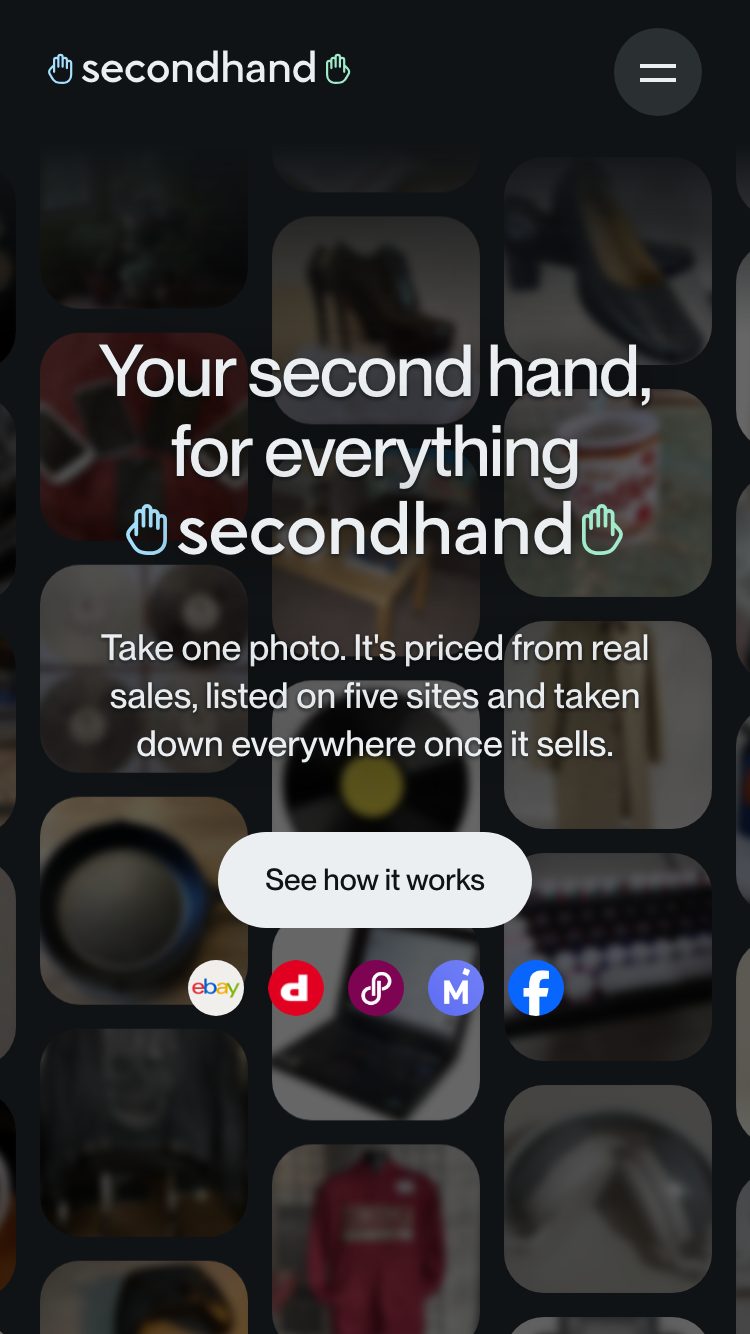 secondhand
Your second hand,
for everything
secondhand
Take one photo. It's priced from real
sales, listed on five sites and taken
down everywhere once it sells.
See how it works
ebay
d
M
f